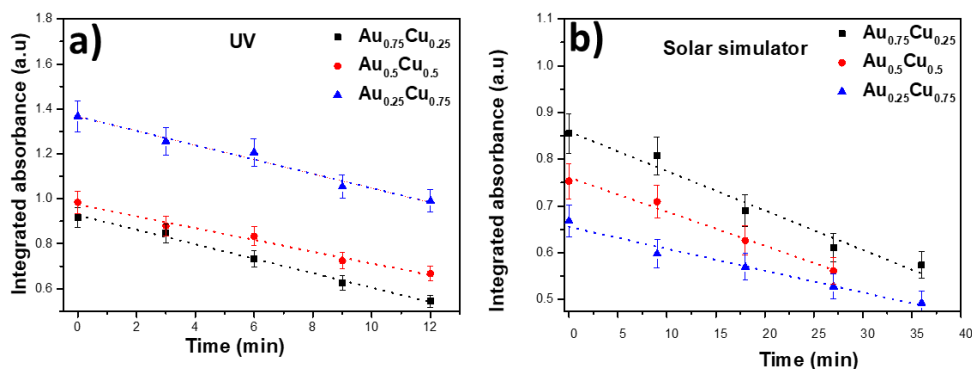 a)
UV
Au0.75Cu0.25
Au0.5Cu0.5
Au0.25Cu0.75
Integrated absorbance (a.u)
1.8
1.6
1.4
1.2
1.0
0.8
0.6
0 2 4 6 8 10 12
Time (min)
b)
Solar simulator
Au0.75Cu0.25
Au0.5Cu0.5
Au0.25Cu0.75
Integrated absorbance (a.u)
1.1
1.0
0.9
0.8
0.7
0.6
0.5
0 5 10 15 20 25 30 35 40
Time (min)